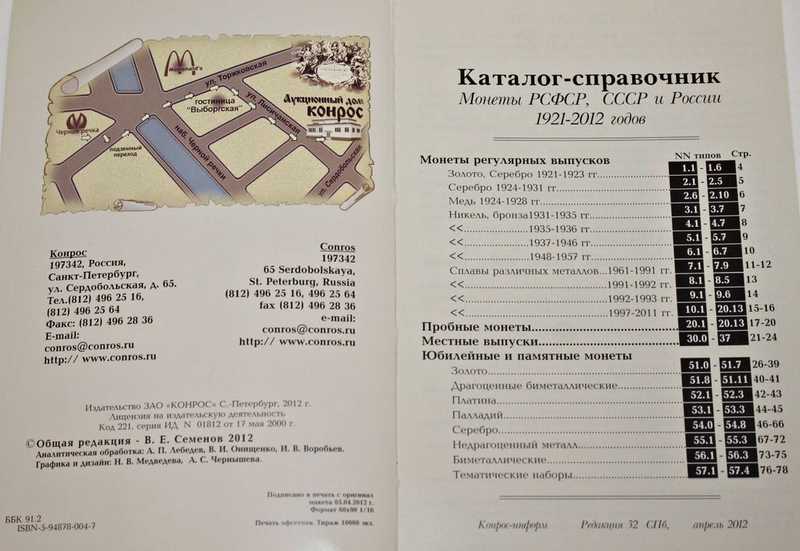 McDonald's
ул. Торжковская
гостиница
"Выборгская"
ул. Лисичанская
Аукционный дом
КОНРОС
Черная речка
подземный
переход
наб. Черной речки
ул. Сердобольская
Конрос
197342, Россия,
Санкт-Петербург,
ул. Сердобольская, д. 65.
Тел.(812) 496 25 16,
(812) 496 25 64
Факс: (812) 496 28 36
E-mail:
conros@conros.ru
http:// www.conros.ru
Conros
197342
65 Serdobolskaya,
St. Peterburg, Russia
(812) 496 25 16, 496 25 64
fax (812) 496 28 36
e-mail:
conros@conros.ru
http:// www.conros.ru
Издательство ЗАО «КОНРОС» С.-Петербург, 2012 г.
Лицензия на издательскую деятельность
Код 221. серия ИД N 01812 от 17 мая 2000 г.
©Общая редакция - В. Е. Семенов 2012
Аналитическая обработка: А. П. Лебедев, В. И. Онищенко, И. В. Воробьев.
Графика и дизайн: Н. В. Медведева, А. С. Чернышева.
Подписано в печать с оригинал
макета 05.04.2012 г.
Формат 60х90 1/16
Печать офсетная. Тираж 10000 экз.
ББК 91.2
ISBN-5-94878-004-7
Каталог-справочник
Монеты РСФСР, СССР и России
1921-2012 годов
NN типов Стр.
Монеты регулярных выпусков
Золото, Серебро 1921-1923 гг. 1.1 - 1.6 4
Серебро 1924-1931 гг. 2.1 - 2.5 5
Медь 1924-1928 гг. 2.6 - 2.10 6
Никель, бронза1931-1935 гг. 3.1 - 3.7 7
<< 1935-1936 гг. 4.1 - 4.7 8
<< 1937-1946 гг. 5.1 - 5.7 9
<< 1948-1957 гг. 6.1 - 6.7 10
Сплавы различных металлов...1961-1991 гг. 7.1 - 7.9 11-12
<< 1991-1992 гг. 8.1 - 8.5 13
<< 1992-1993 гг. 9.1 - 9.6 14
<< 1997-2011 гг. 10.1 - 20.13 15-16
Пробные монеты 20.1 - 20.13 17-20
Местные выпуски 30.0 - 37 21-24
Юбилейные и памятные монеты
Золото 51.0 - 51.7 26-39
Драгоценные биметаллические 51.8 - 51.11 40-41
Платина 52.1 - 52.3 42-43
Палладий 53.1 - 53.3 44-45
Серебро 54.0 - 54.8 46-66
Недрагоценный металл 55.1 - 55.3 67-72
Биметаллические 56.1 - 56.3 73-75
Тематические наборы 57.1 - 57.4 76-78
Конрос-информ Редакция 32 СПб, апрель 2012